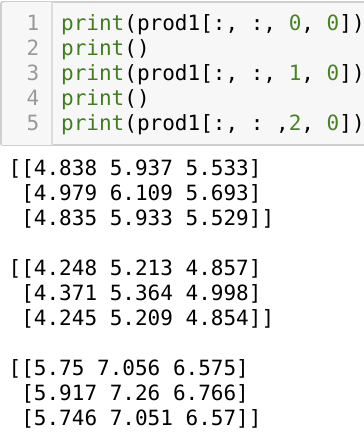 1 print(prod1[:, :, 0, 0])
2 print()
3 print(prod1[:, :, 1, 0])
4 print()
5 print(prod1[:, : ,2, 0])
[[4.838 5.937 5.533]
 [4.979 6.109 5.693]
 [4.835 5.933 5.529]]
[[4.248 5.213 4.857]
 [4.371 5.364 4.998]
 [4.245 5.209 4.854]]
[[5.75 7.056 6.575]
 [5.917 7.26 6.766]
 [5.746 7.051 6.57]]